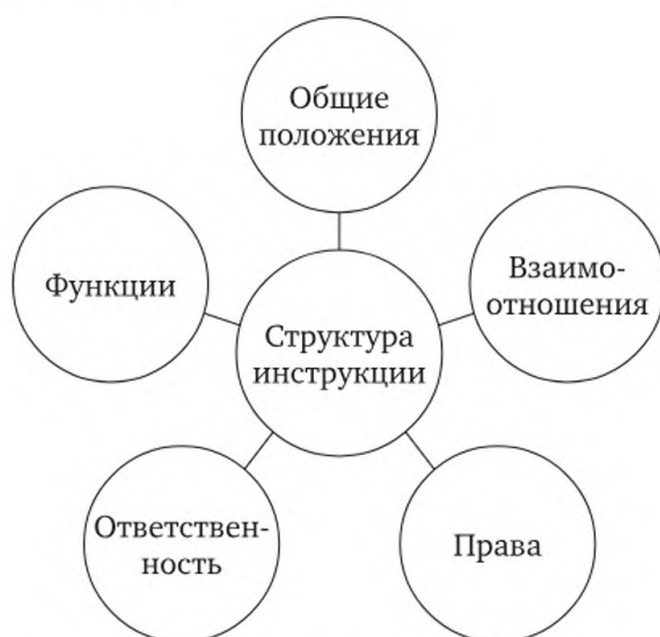 Общие
положения
Функции
Взаимо-
отношения
Структура
инструкции
Ответствен-
ность
Права